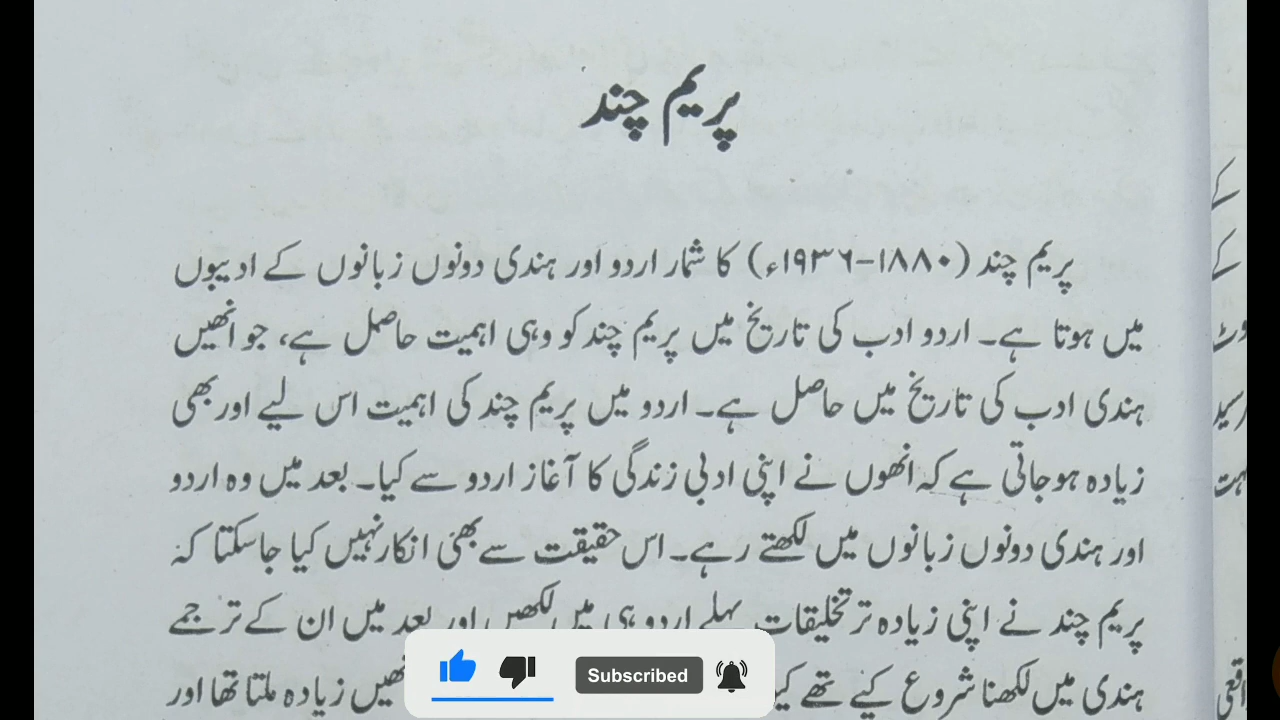 پریم چند
پریم چند (۱۸۸۰–۱۹۳۶ء) کا شمار اردو اور ہندی دونوں زبانوں کے ادیبوں
میں ہوتا ہے۔ اردو ادب کی تاریخ میں پریم چند کو وہی اہمیت حاصل ہے، جو انھیں
ہندی ادب کی تاریخ میں حاصل ہے۔ اردو میں پریم چند کی اہمیت اس لیے اور بھی
زیادہ ہو جاتی ہے کہ انھوں نے اپنی ادبی زندگی کا آغاز اردو سے کیا۔ بعد میں وہ اردو
اور ہندی دونوں زبانوں میں لکھتے رہے۔ اس حقیقت سے بھی انکار نہیں کیا جاسکتا کہ
پریم چند نے اپنی زیادہ تر تخلیقات پہلے اردو ہی میں لکھیں اور بعد میں ان کے ترجمے
ہندی میں لکھنا شروع کیے تھے زیادہ ملتا تھا اور
Subscribed
کے
کے